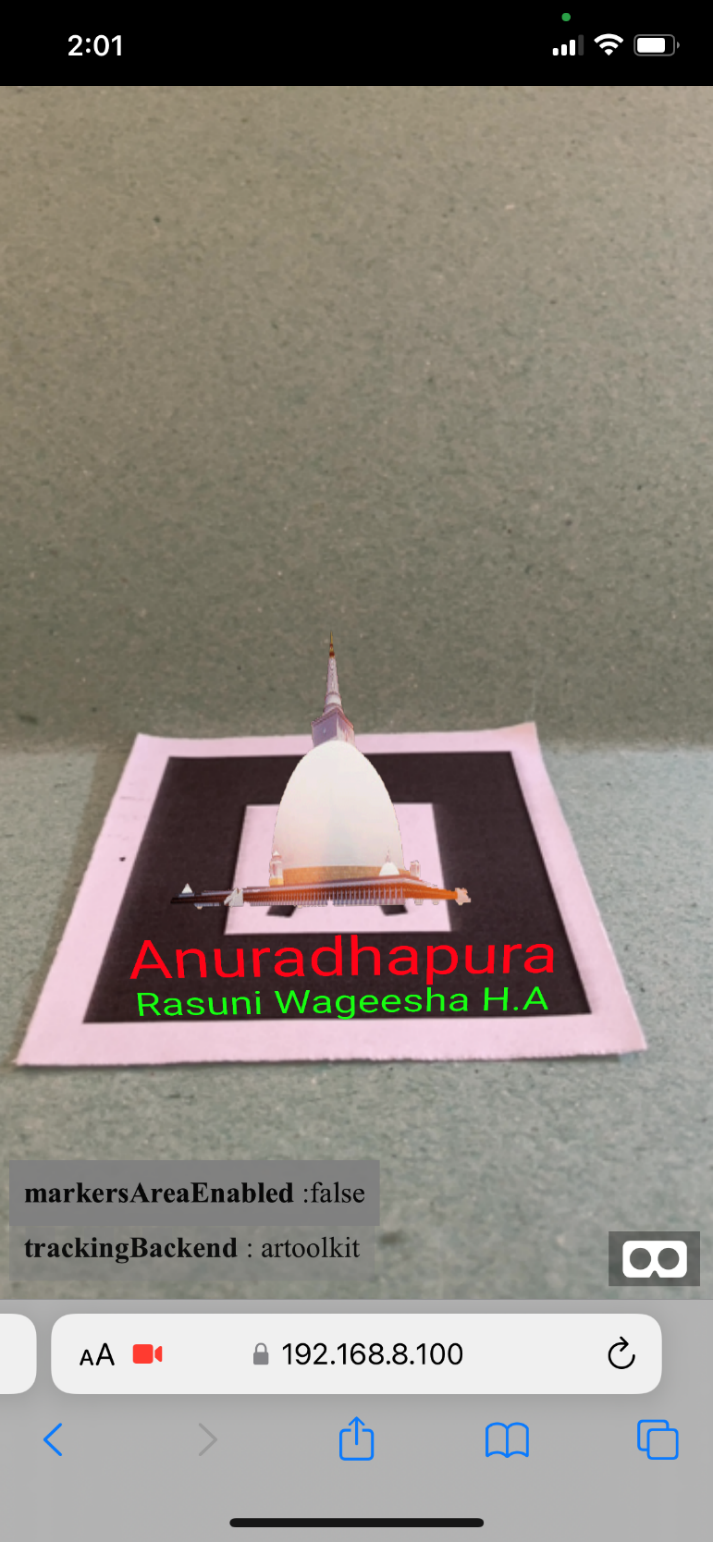 2:01
Anuradhapura
Rasuni Wageesha H.A
markersAreaEnabled :false
trackingBackend : artoolkit
AA 192.168.8.100